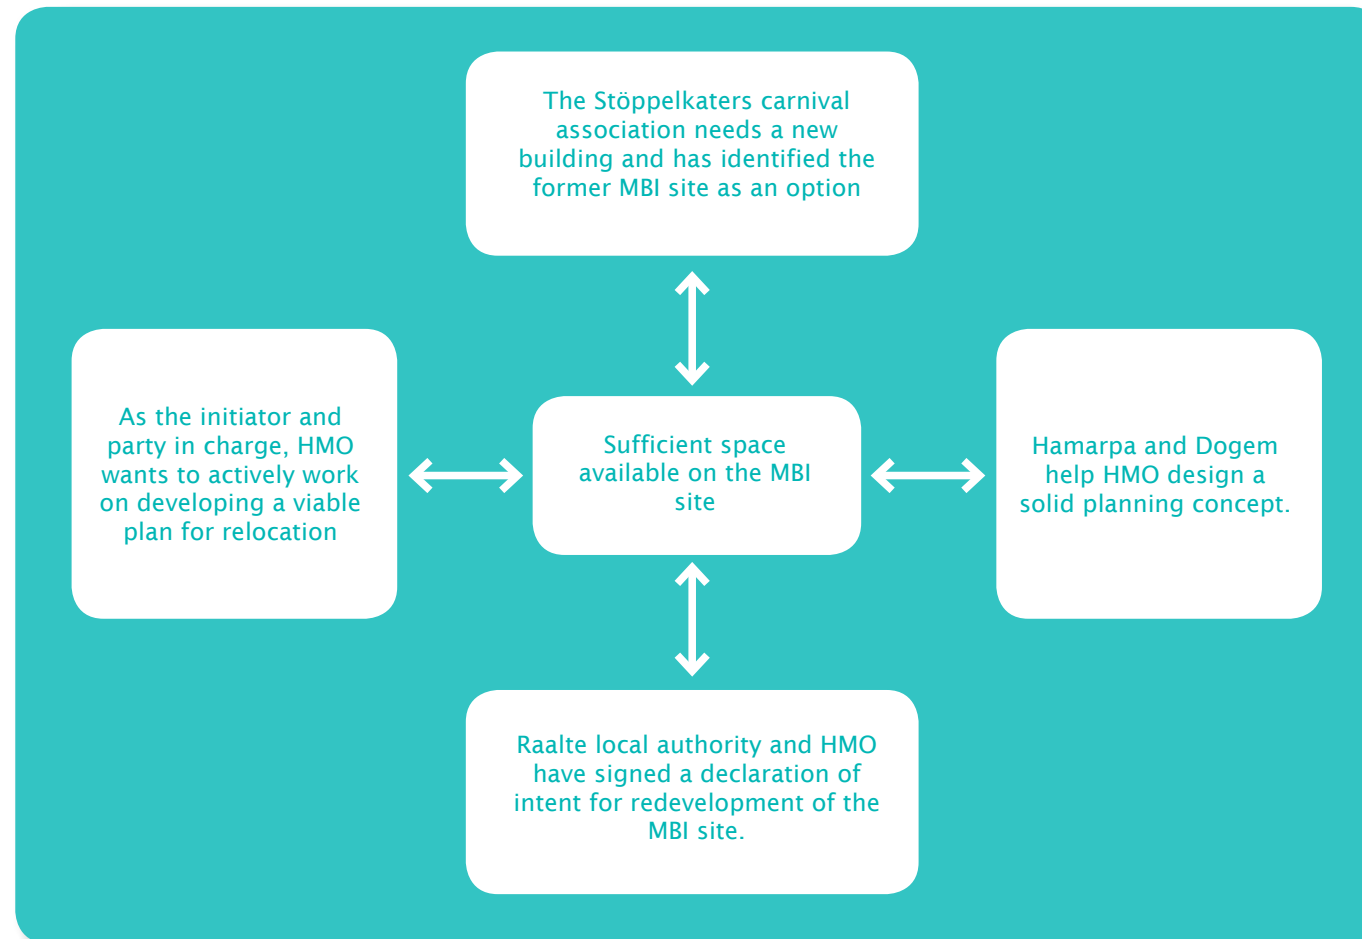 The Stöppelkaters carnival
association needs a new
building and has identified the
former MBI site as an option
As the initiator and
party in charge, HMO
wants to actively work
on developing a viable
plan for relocation
Sufficient space
available on the MBI
site
Hamarpa and Dogem
help HMO design a
solid planning concept.
Raalte local authority and HMO
have signed a declaration of
intent for redevelopment of the
MBI site.